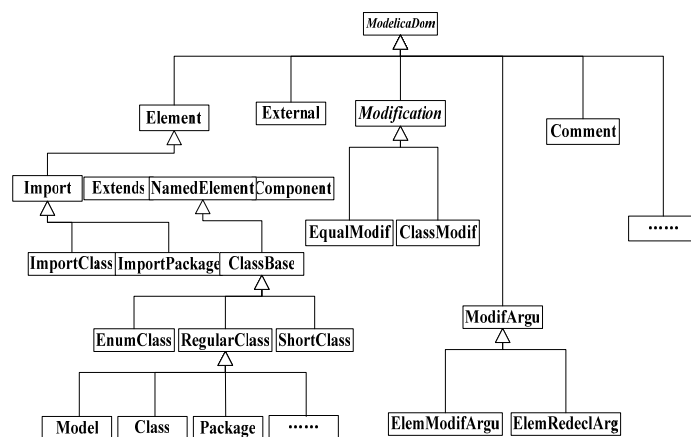 ModelicaDom
Element
External
Modification
Comment
Import
Extends
NamedElement
Component
EqualModif
ClassModif
······
ImportClass
ImportPackage
ClassBase
ModifArgu
EnumClass
RegularClass
ShortClass
Model
Class
Package
······
ElemModifArgu
ElemRedeclArg